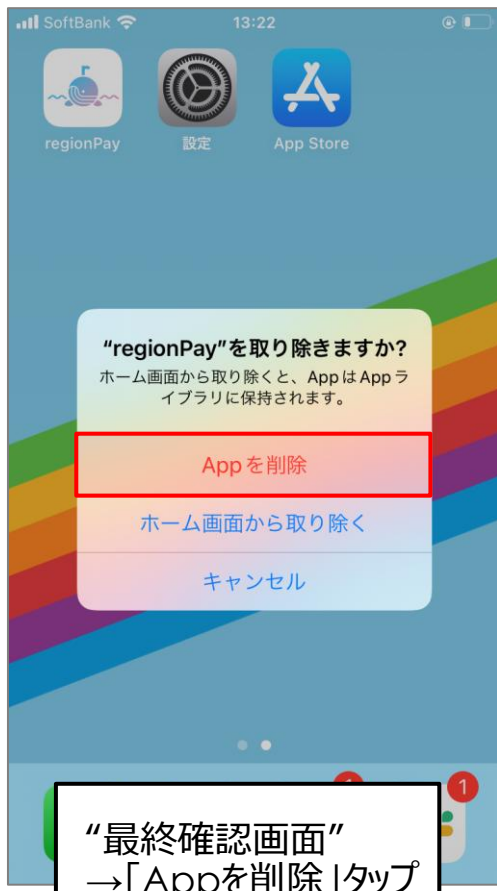 SoftBank 13:22
regionPay 設定 App Store
“regionPay”を取り除きますか?
ホーム画面から取り除くと、AppはAppラ
イブラリに保持されます。
Appを削除
ホーム画面から取り除く
キャンセル
1
“最終確認画面”
→「Appを削除」タップ